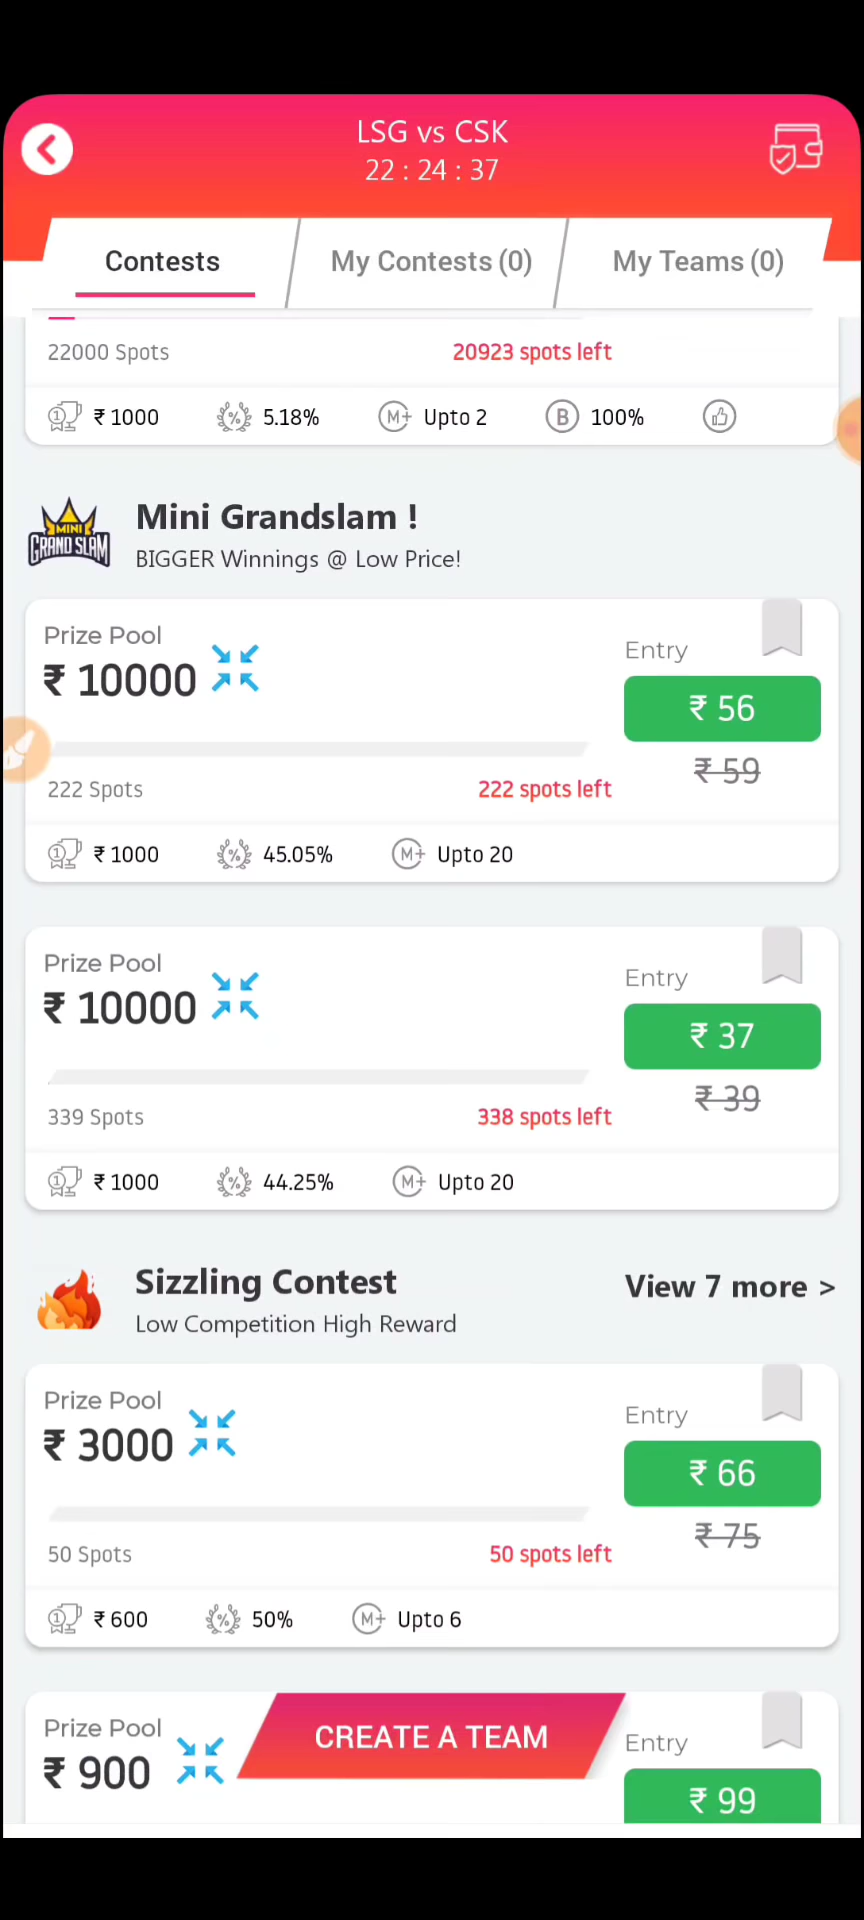 LSG vs CSK
22 : 24 : 37
Contests
My Contests (0)
My Teams (0)
22000 Spots
20923 spots left
1 ₹ 1000
% 5.18%
M+ Upto 2
B 100%
MINI
GRAND SLAM
Mini Grandslam !
BIGGER Winnings @ Low Price!
Prize Pool
₹ 10000
Entry
₹ 56
₹ 59
222 Spots
222 spots left
1 ₹ 1000
% 45.05%
M+ Upto 20
Prize Pool
₹ 10000
Entry
₹ 37
₹ 39
339 Spots
338 spots left
1 ₹ 1000
% 44.25%
M+ Upto 20
Sizzling Contest
Low Competition High Reward
View 7 more >
Prize Pool
₹ 3000
Entry
₹ 66
₹ 75
50 Spots
50 spots left
1 ₹ 600
% 50%
M+ Upto 6
Prize Pool
₹ 900
CREATE A TEAM
Entry
₹ 99